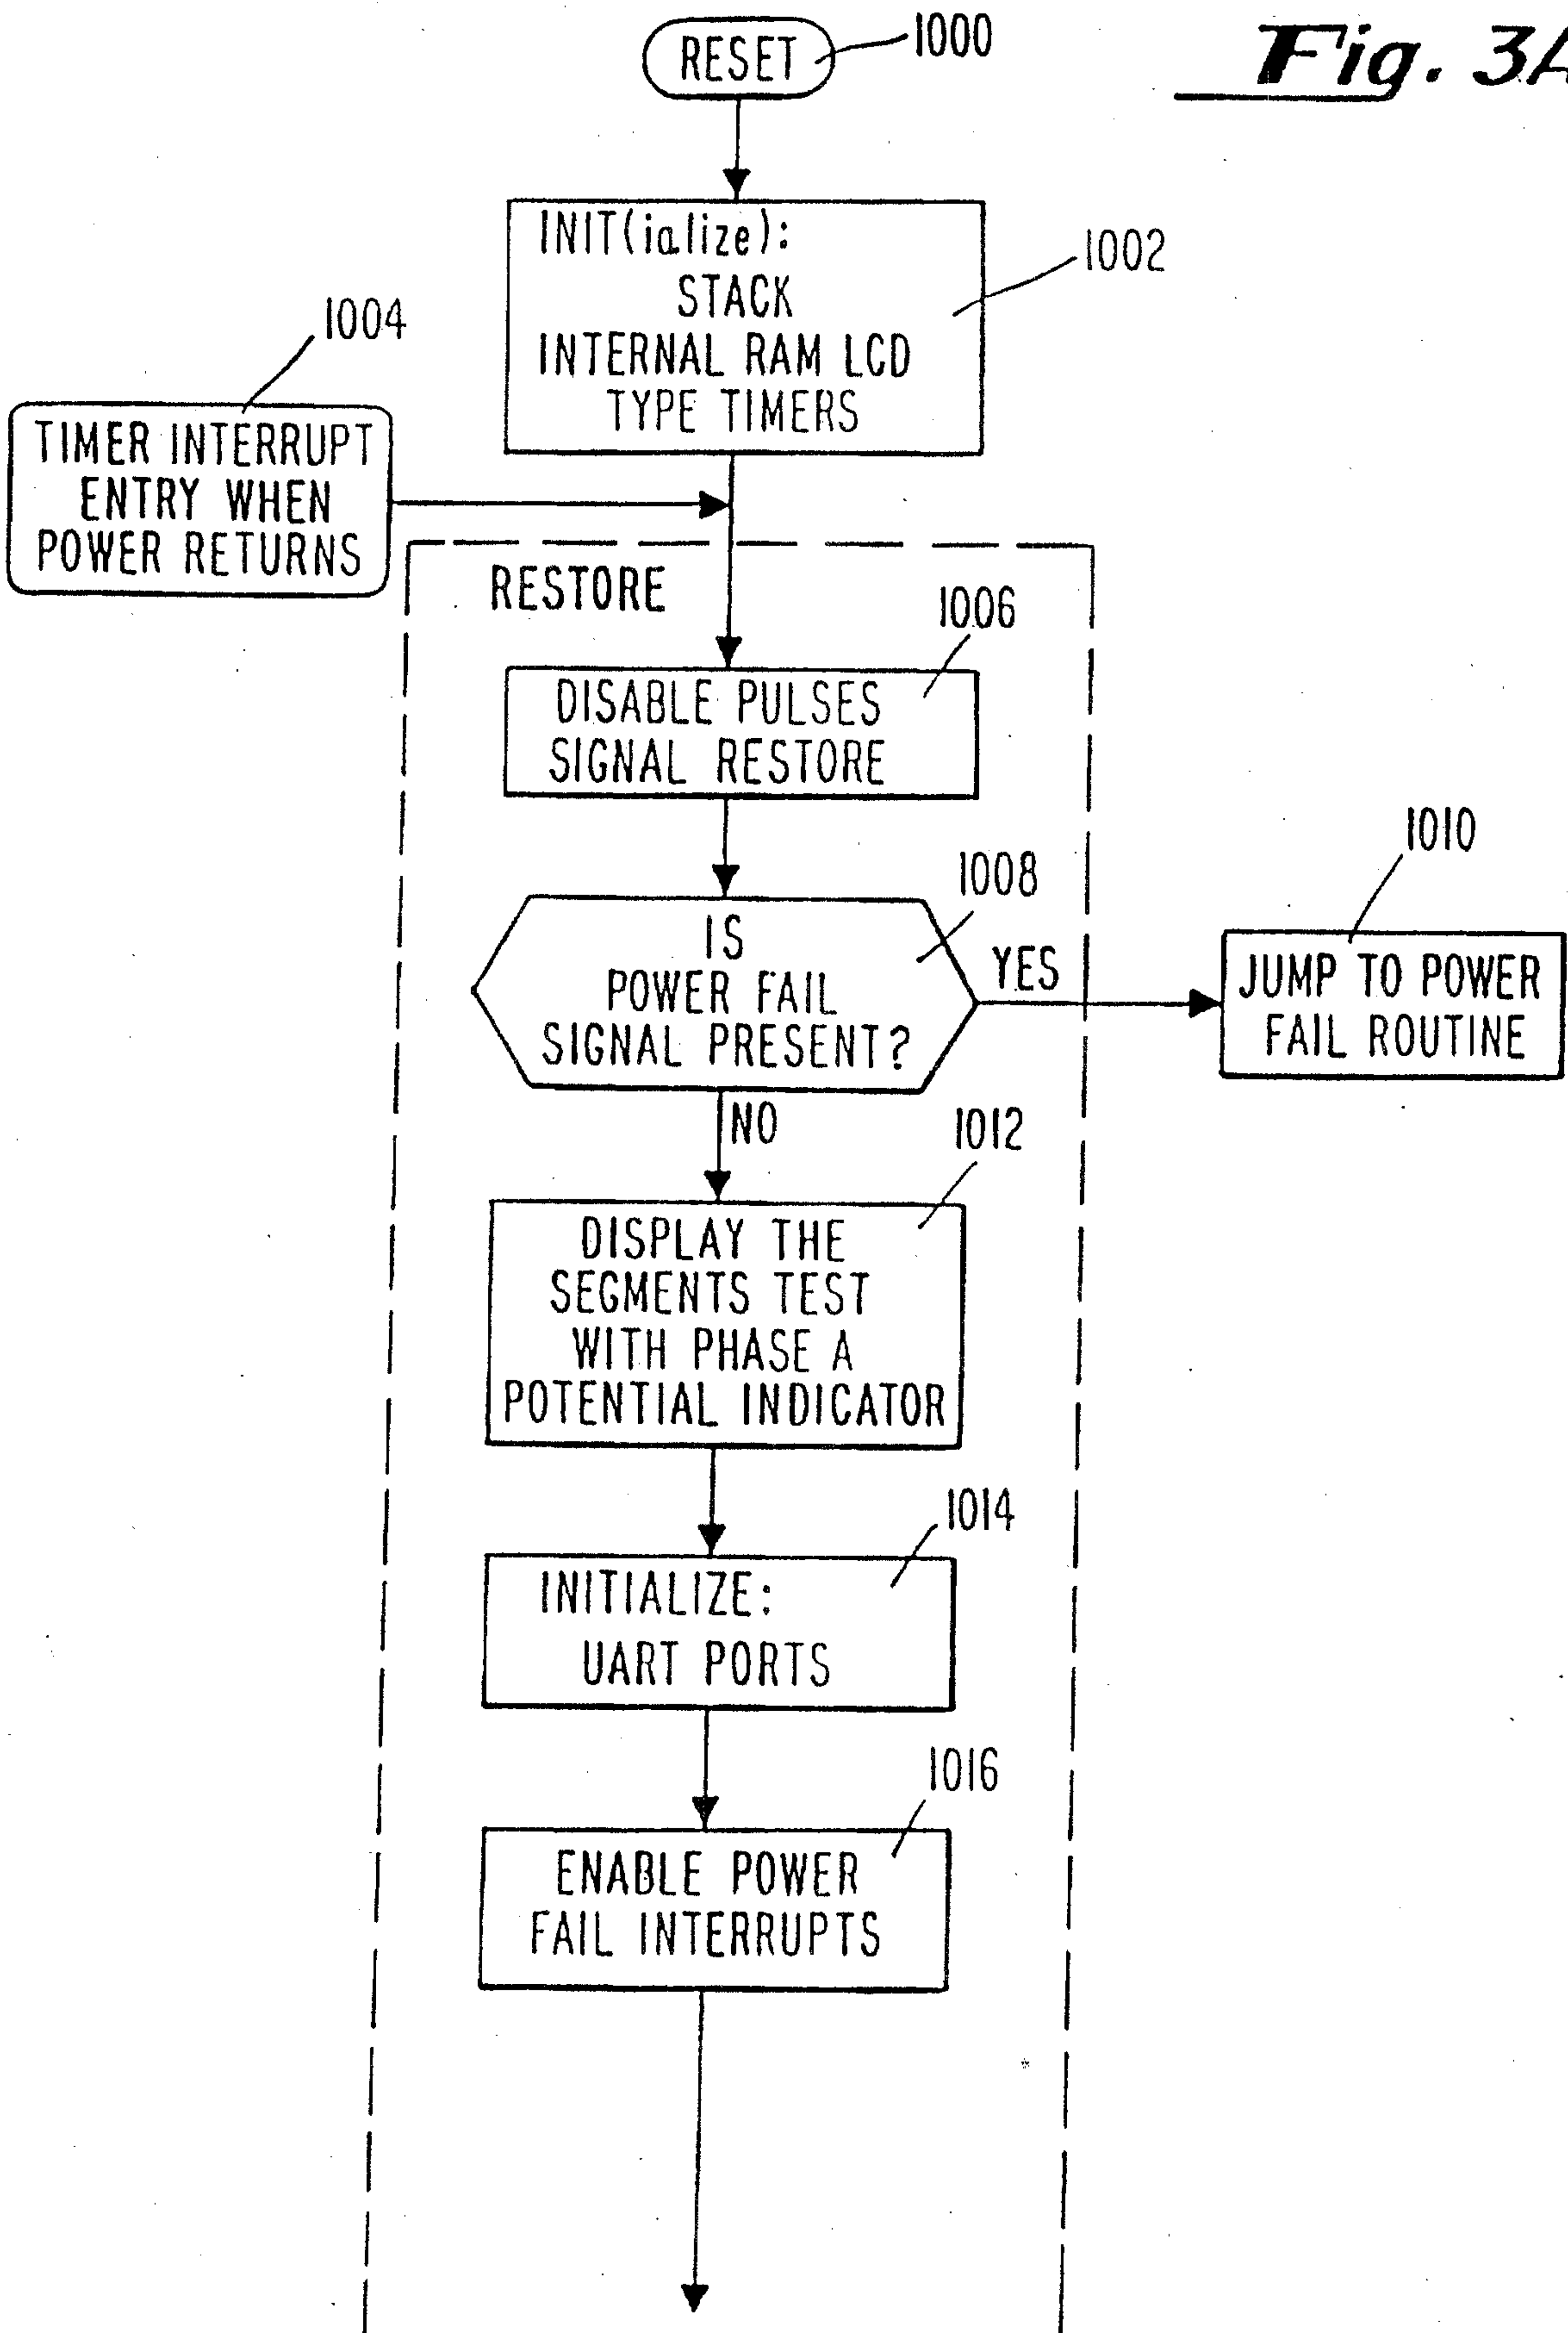 Fig. 3A
RESET
1000
INIT(ialize):
STACK
INTERNAL RAM LCD
TYPE TIMERS
1002
1004
TIMER INTERRUPT
ENTRY WHEN
POWER RETURNS
RESTORE
1006
DISABLE PULSES
SIGNAL RESTORE
1008
IS
POWER FAIL
SIGNAL PRESENT?
YES
1010
JUMP TO POWER
FAIL ROUTINE
NO
1012
DISPLAY THE
SEGMENTS TEST
WITH PHASE A
POTENTIAL INDICATOR
1014
INITIALIZE:
UART PORTS
1016
ENABLE POWER
FAIL INTERRUPTS